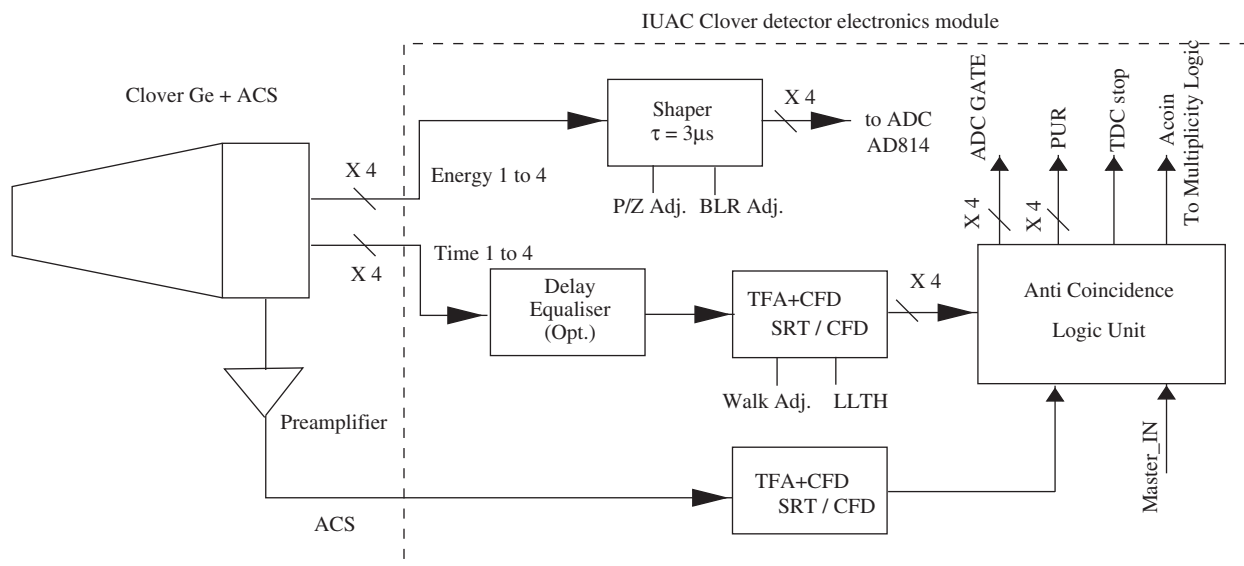 IUAC Clover detector electronics module
Clover Ge + ACS
X 4
Energy 1 to 4
Time 1 to 4
X 4
Shaper
τ = 3μs
P/Z Adj.
BLR Adj.
X 4
to ADC
AD814
ADC GATE
PUR
TDC stop
Acoin
To Multiplicity Logic
X 4
X 4
Delay
Equaliser
(Opt.)
TFA+CFD
SRT / CFD
Walk Adj.
LLTH
X 4
Anti Coincidence
Logic Unit
Master_IN
Preamplifier
ACS
TFA+CFD
SRT / CFD